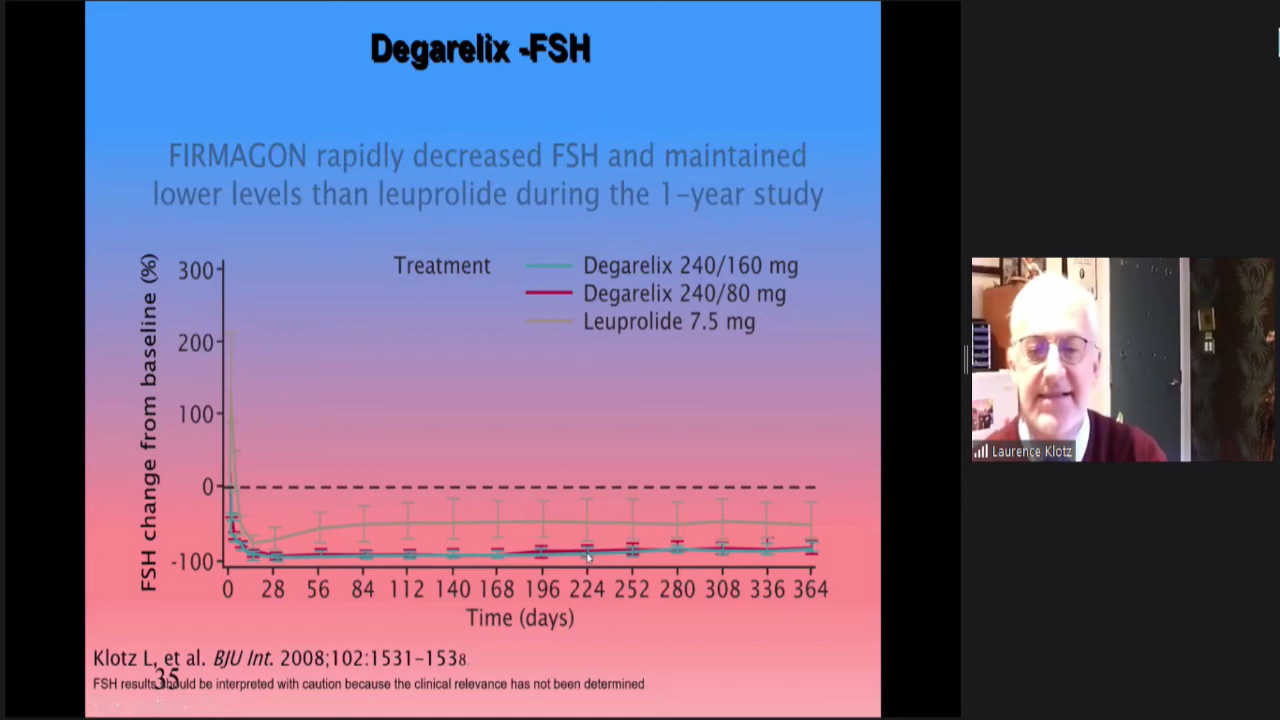 Degarelix -FSH
FIRMAGON rapidly decreased FSH and maintained
lower levels than leuprolide during the 1-year study
Treatment
Degarelix 240/160 mg
Degarelix 240/80 mg
Leuprolide 7.5 mg
FSH change from baseline (%)
300
200
100
0
-100
0 28 56 84 112 140 168 196 224 252 280 308 336 364
Time (days)
Klotz L, et al. BJU Int. 2008;102:1531-1538
35
FSH results should be interpreted with caution because the clinical relevance has not been determined
Laurence Klotz